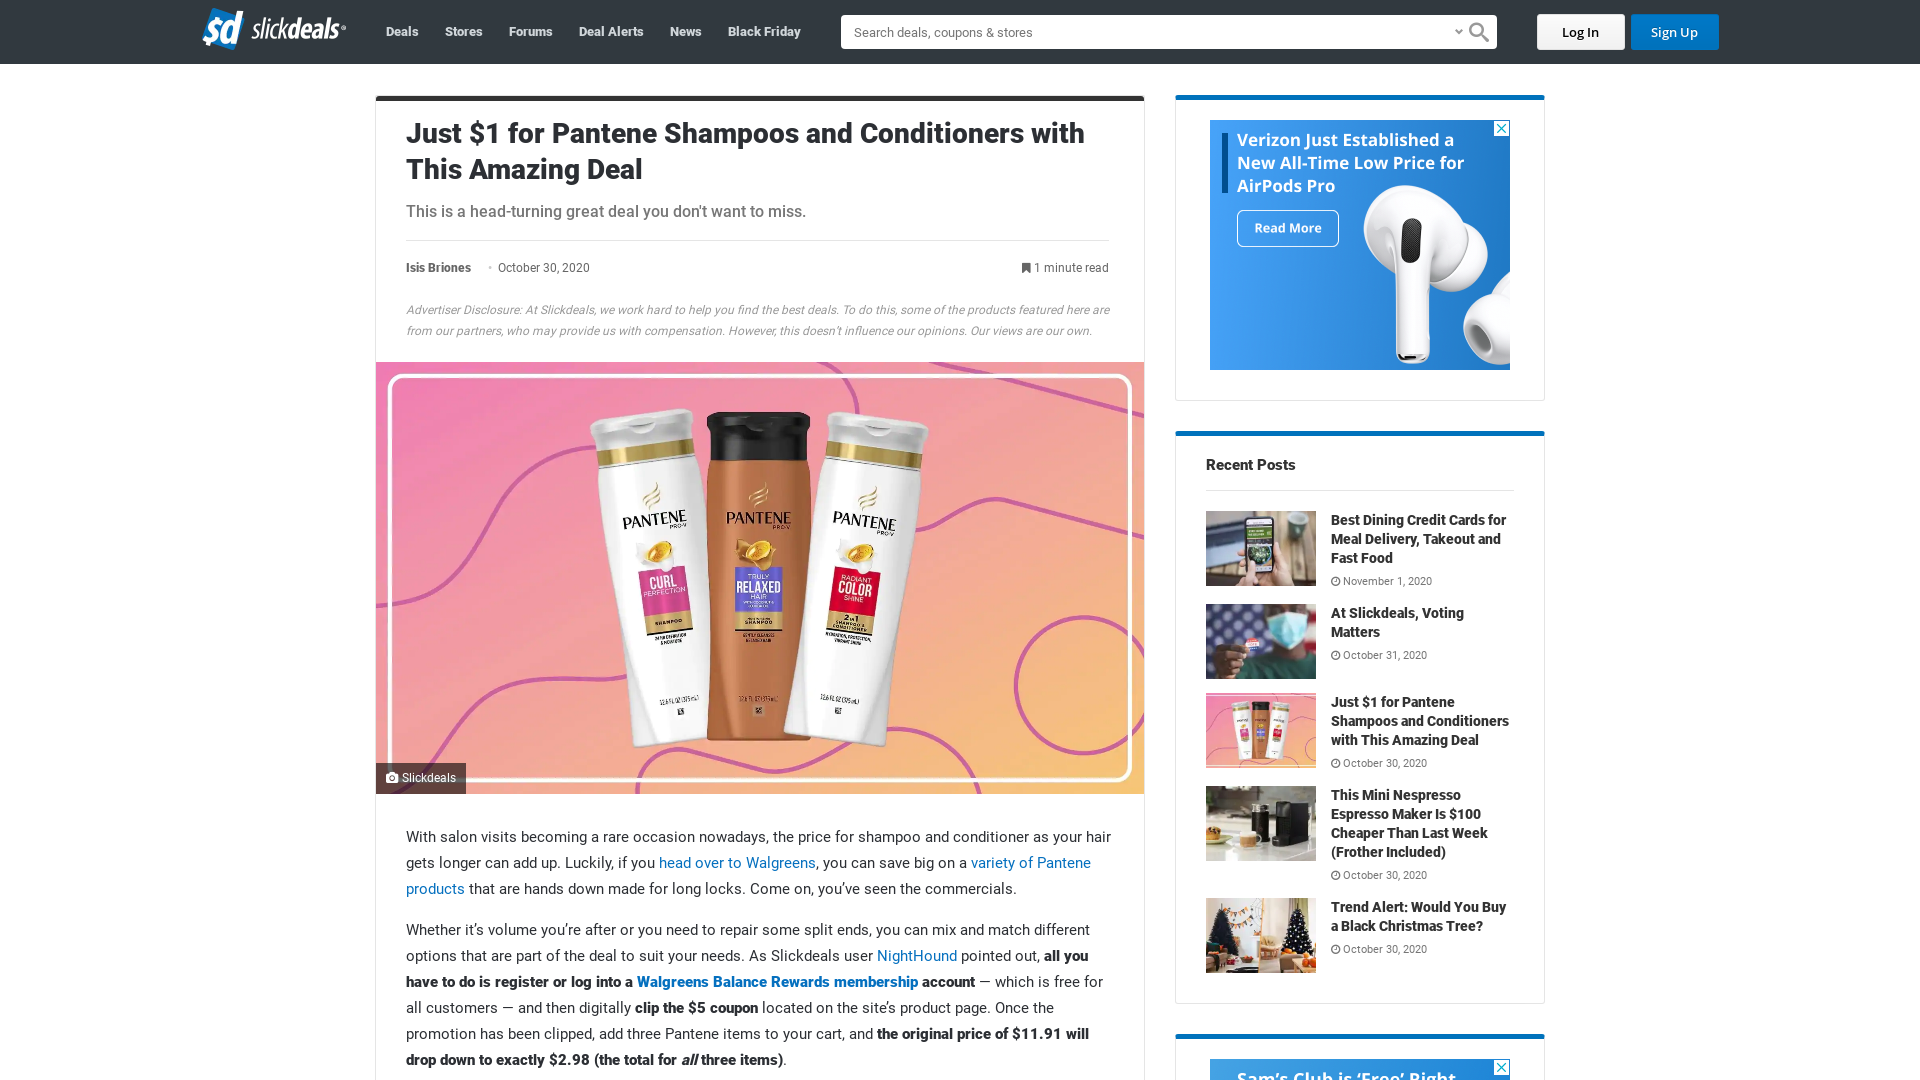 $d slickdeals
Deals Stores Forums Deal Alerts News Black Friday
Search deals, coupons & stores
Log In
Sign Up
Just $1 for Pantene Shampoos and Conditioners with
This Amazing Deal
This is a head-turning great deal you don't want to miss.
Isis Briones • October 30, 2020
1 minute read
Advertiser Disclosure: At Slickdeals, we work hard to help you find the best deals. To do this, some of the products featured here are
from our partners, who may provide us with compensation. However, this doesn’t influence our opinions. Our views are our own.
PANTENE
PRO-V
CURL
PERFECTION
SHAMPOO
12.6 FL OZ (375 mL)
PANTENE
PRO-V
TRULY
RELAXED
HAIR
SHAMPOO
12.6 FL OZ (375 mL)
PANTENE
PRO-V
RADIANT
COLOR
SHINE
2 in 1
SHAMPOO &
CONDITIONER
12.6 FL OZ (375 mL)
Slickdeals
With salon visits becoming a rare occasion nowadays, the price for shampoo and conditioner as your hair
gets longer can add up. Luckily, if you head over to Walgreens, you can save big on a variety of Pantene
products that are hands down made for long locks. Come on, you’ve seen the commercials.
Whether it’s volume you’re after or you need to repair some split ends, you can mix and match different
options that are part of the deal to suit your needs. As Slickdeals user NightHound pointed out, all you
have to do is register or log into a Walgreens Balance Rewards membership account — which is free for
all customers — and then digitally clip the $5 coupon located on the site’s product page. Once the
promotion has been clipped, add three Pantene items to your cart, and the original price of $11.91 will
drop down to exactly $2.98 (the total for all three items).
Verizon Just Established a
New All-Time Low Price for
AirPods Pro
Read More
Recent Posts
Best Dining Credit Cards for
Meal Delivery, Takeout and
Fast Food
November 1, 2020
At Slickdeals, Voting
Matters
October 31, 2020
Just $1 for Pantene
Shampoos and Conditioners
with This Amazing Deal
October 30, 2020
This Mini Nespresso
Espresso Maker Is $100
Cheaper Than Last Week
(Frother Included)
October 30, 2020
Trend Alert: Would You Buy
a Black Christmas Tree?
October 30, 2020
Sam’s Club is ‘Free’ Right